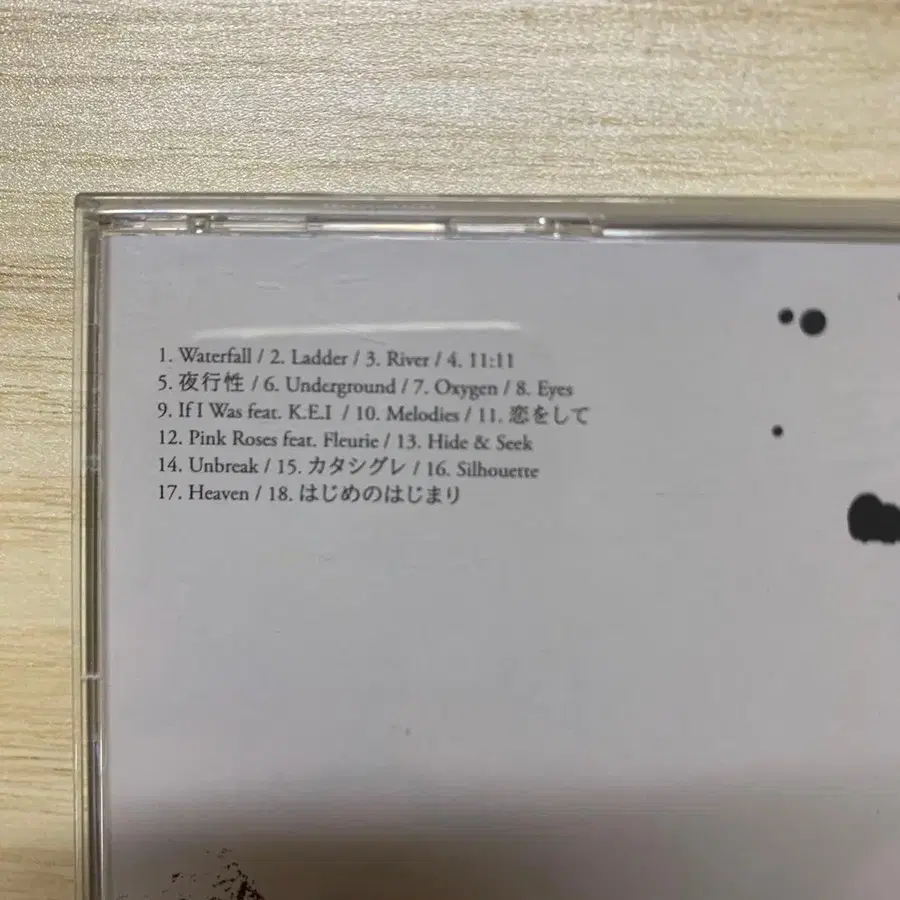 1. Waterfall / 2. Ladder / 3. River / 4. 11:11
5. 夜行性 / 6. Underground / 7. Oxygen / 8. Eyes
9. If I Was feat. K.E.I / 10. Melodies / 11. 恋をして
12. Pink Roses feat. Fleurie / 13. Hide & Seek
14. Unbreak / 15. カタシグレ / 16. Silhouette
17. Heaven / 18. はじめのはじまり